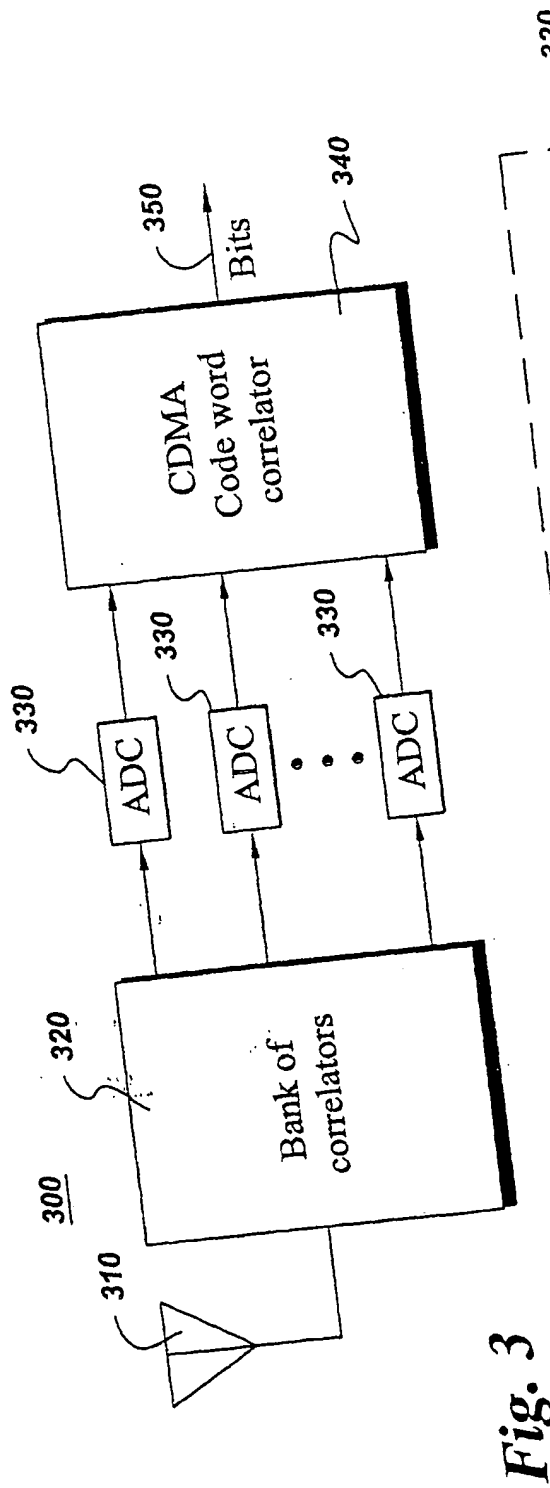 300
310
320
Bank of
correlators
330
ADC
330
ADC
330
ADC
CDMA
Code word
correlator
340
350
Bits
Fig. 3